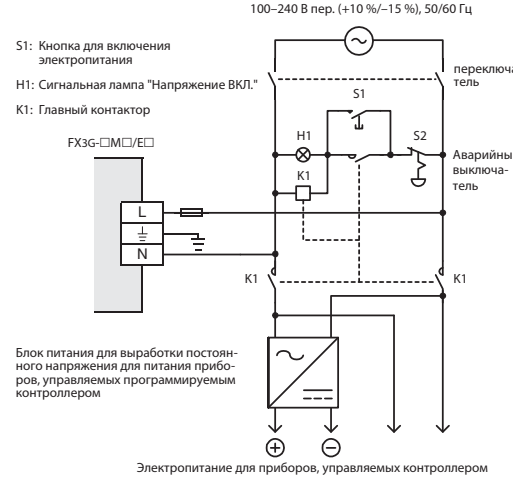 100–240 В пер. (+10 %/–15 %), 50/60 Гц
S1: Кнопка для включения
электропитания
H1: Сигнальная лампа "Напряжение ВКЛ."
K1: Главный контактор
переключа
тель
S1
FX3G-□M□/E□
H1
S2
Аварийны
выключа-
тель
K1
L
N
K1
K1
Блок питания для выработки постоян-
ного напряжения для питания прибо-
ров, управляемых программируемым
контроллером
Электропитание для приборов, управляемых контроллером